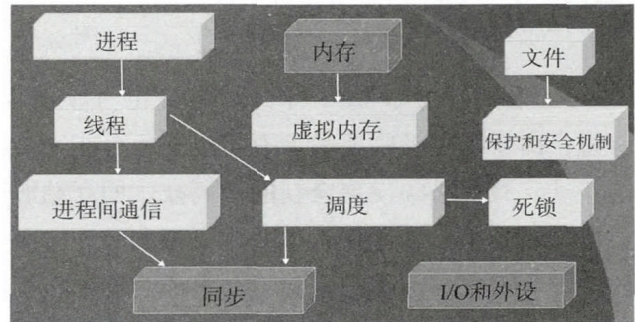 进程
内存
文件
线程
虚拟内存
保护和安全机制
进程间通信
调度
死锁
同步
I/O和外设